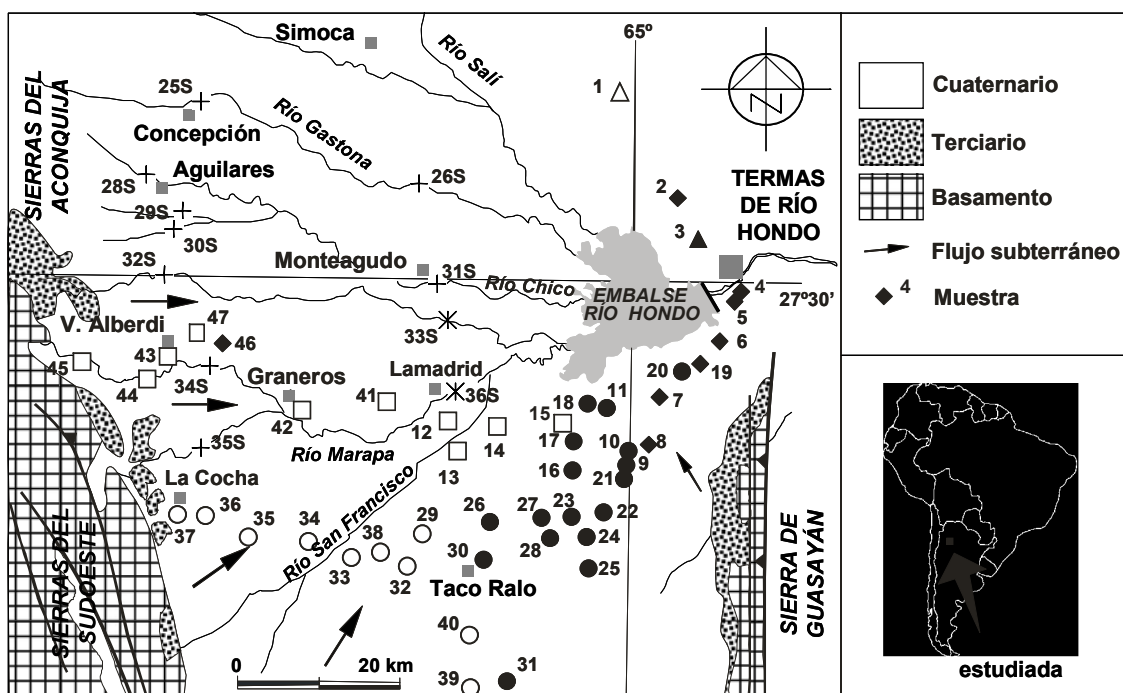 Simoca
Río Salí
65º
1
SIERRAS DEL
ACONQUIJA
25S
Concepción
Río Gastona
Aguilares
28S
26S
2
TERMAS
DE RÍO
HONDO
29S
30S
3
32S
Monteagudo
31S
Río Chico
EMBALSE
RÍO HONDO
4
27º30'
5
V. Alberdi
47
46
33S
6
45
43
44
34S
Graneros
41
Lamadrid
36S
20
19
18
11
7
42
12
15
14
17
10
8
35S
Río Marapa
13
16
9
21
La Cocha
37
36
35
34
Río San Francisco
33
38
32
29
26
27
23
22
28
24
30
25
Taco Ralo
SIERRAS DEL
SUDOESTE
SIERRA DE
GUASAYÁN
40
39
31
0
20 km
N
Cuaternario
Terciario
Basamento
Flujo subterráneo
4
Muestra
estudiada